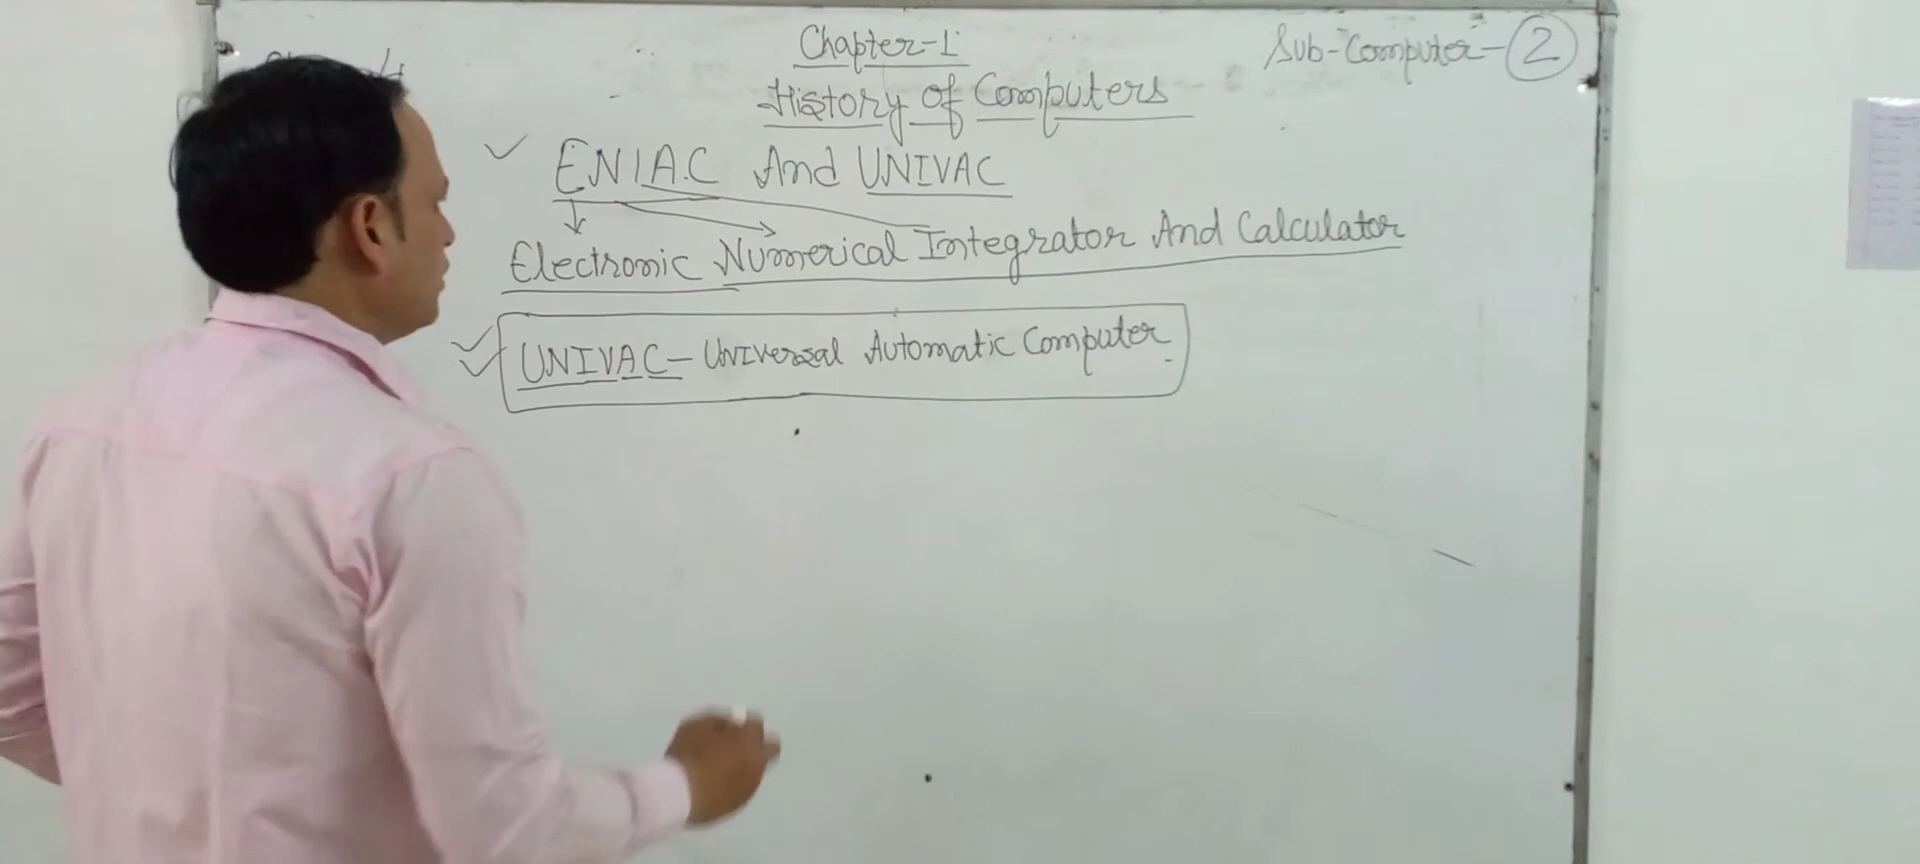 Chapter-1
Sub-Computer-2
History of Computers
ENIAC And UNIVAC
Electronic Numerical Integrator And Calculator
UNIVAC-Universal Automatic Computer